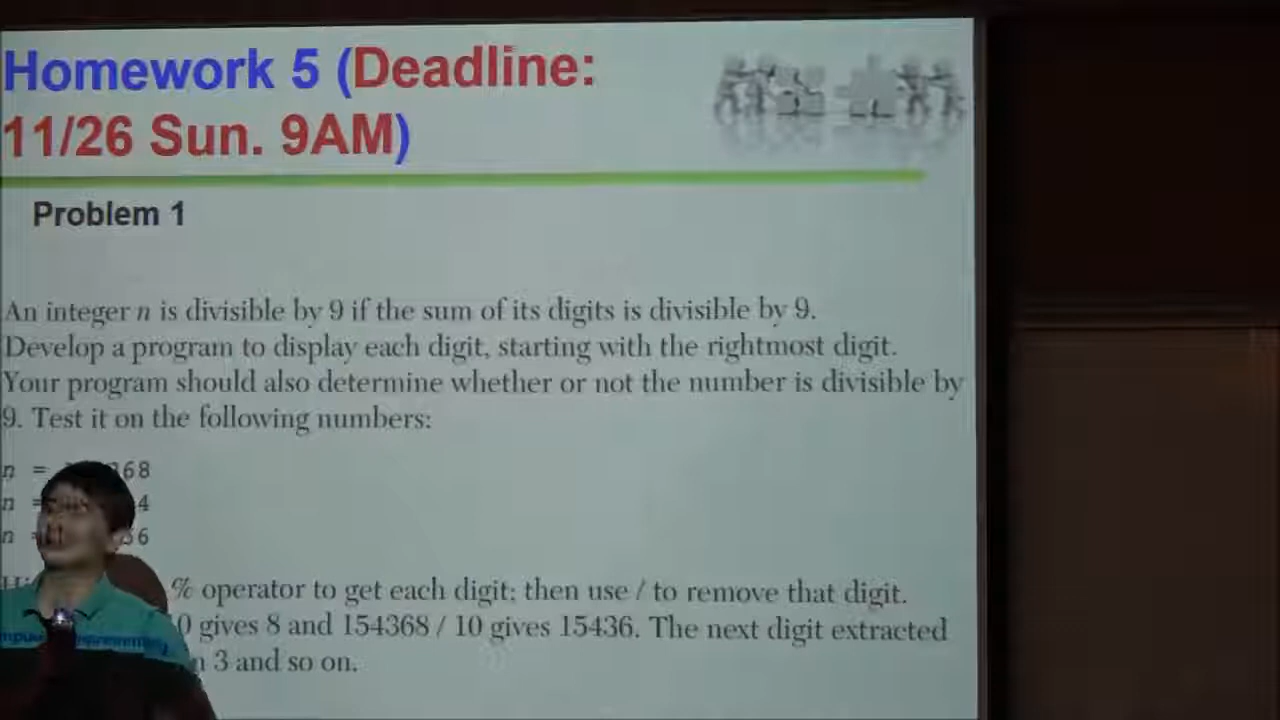 Homework 5 (Deadline:
11/26 Sun. 9AM)
Problem 1
An integer n is divisible by 9 if the sum of its digits is divisible by 9.
Develop a program to display each digit, starting with the rightmost digit.
Your program should also determine whether or not the number is divisible by
9. Test it on the following numbers:
n = 368
n = 4
n = 56
% operator to get each digit; then use / to remove that digit.
0 gives 8 and 154368 / 10 gives 15436. The next digit extracted
3 and so on.